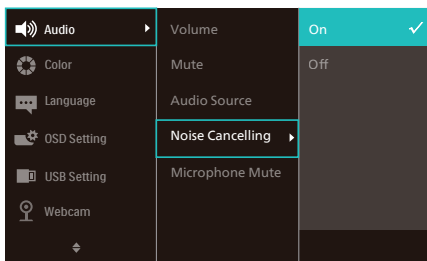 Audio
Color
Language
OSD Setting
USB Setting
Webcam
Volume
Mute
Audio Source
Noise Cancelling
Microphone Mute
On
Off